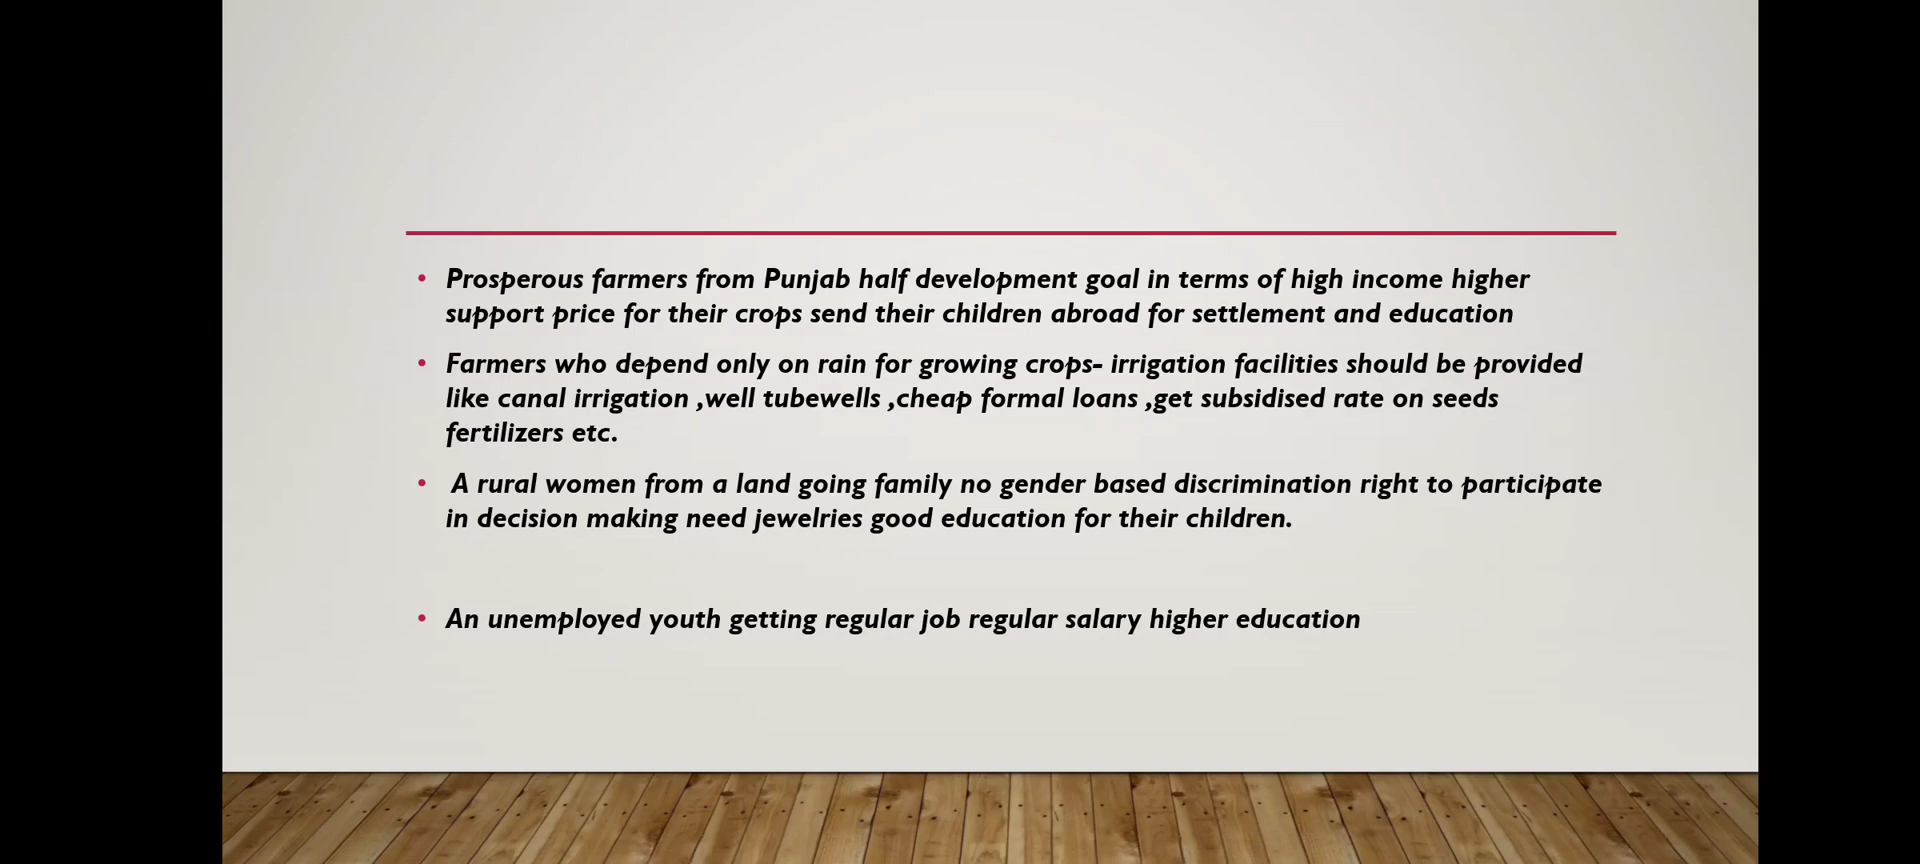 • Prosperous farmers from Punjab half development goal in terms of high income higher
support price for their crops send their children abroad for settlement and education
• Farmers who depend only on rain for growing crops- irrigation facilities should be provided
like canal irrigation ,well tubewells ,cheap formal loans ,get subsidised rate on seeds
fertilizers etc.
• A rural women from a land going family no gender based discrimination right to participate
in decision making need jewelries good education for their children.
• An unemployed youth getting regular job regular salary higher education